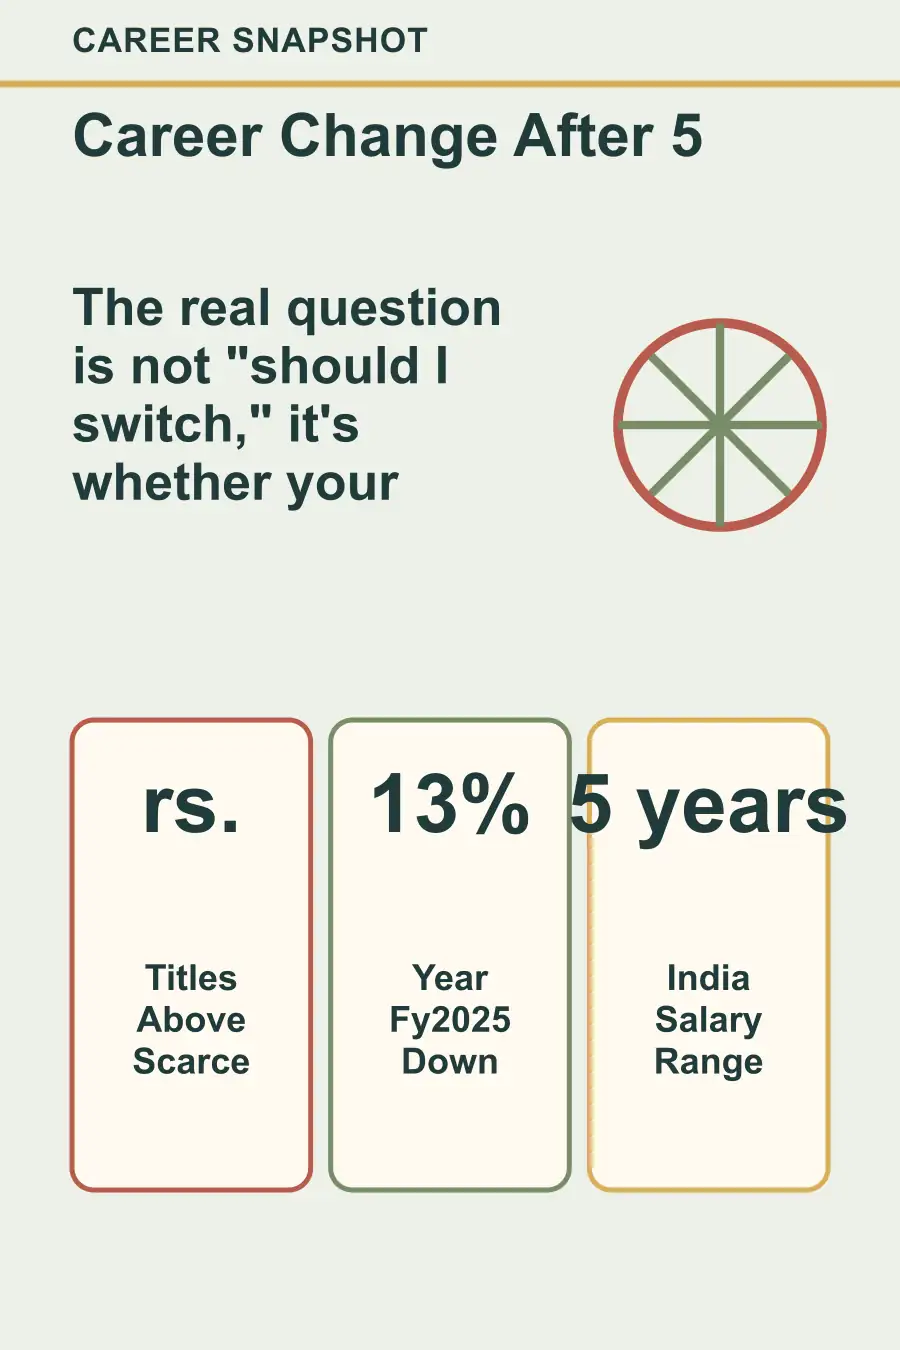 CAREER SNAPSHOT
Career Change After 5
The real question
is not "should I
switch," it's
whether your
rs.
Titles
Above
Scarce
13%
Year
Fy2025
Down
5 years
India
Salary
Range